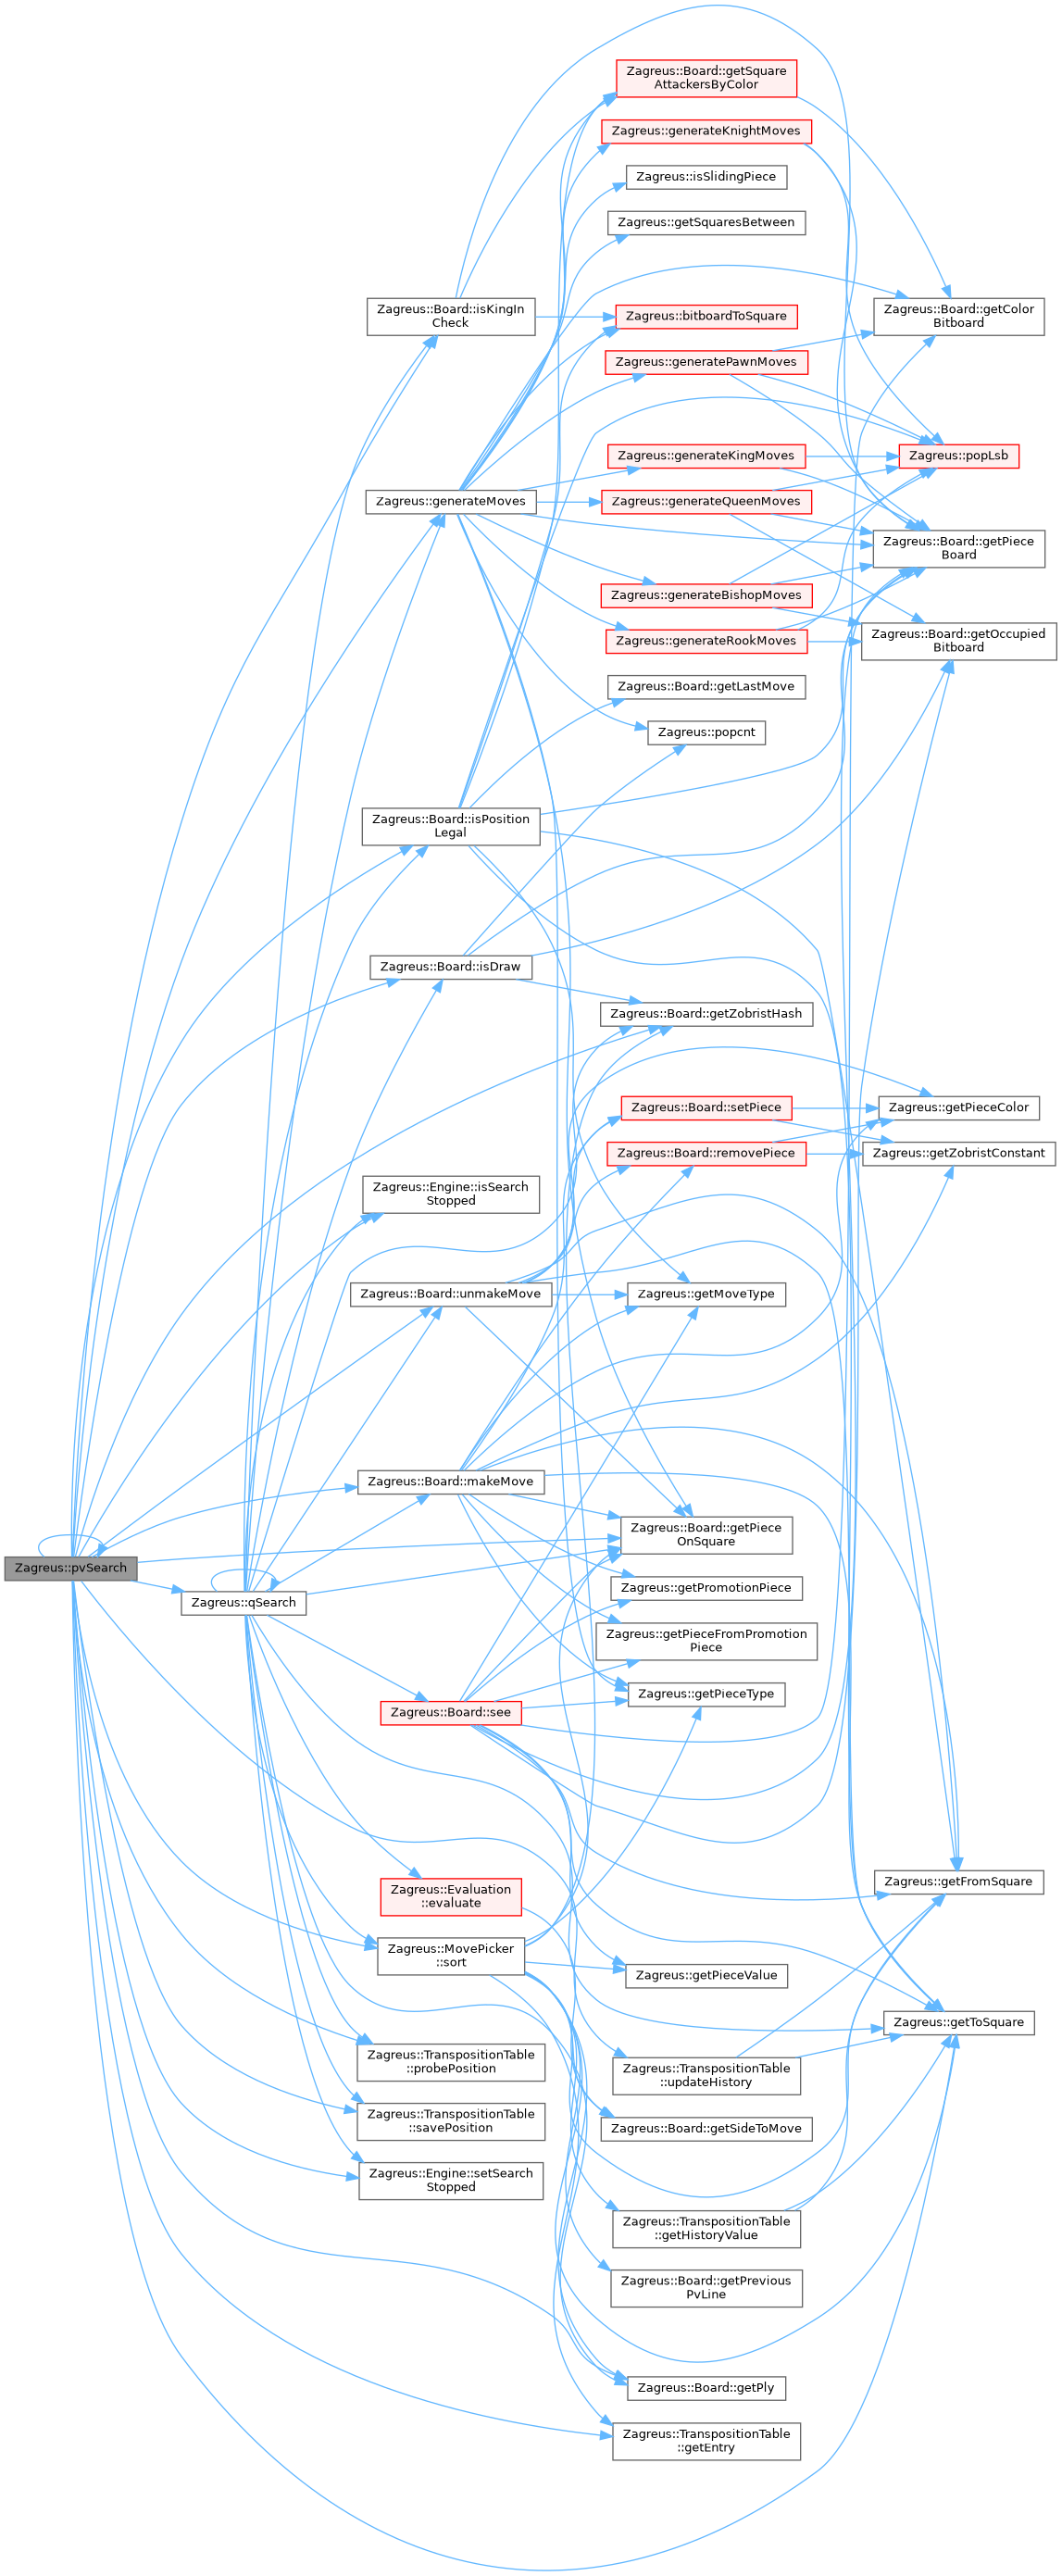 Zagreus::Board::getSquare
AttackersByColor
Zagreus::generateKnightMoves
Zagreus::isSlidingPiece
Zagreus::getSquaresBetween
Zagreus::Board::isKingIn
Check
Zagreus::bitboardToSquare
Zagreus::Board::getColor
Bitboard
Zagreus::generatePawnMoves
Zagreus::generateKingMoves
Zagreus::popLsb
Zagreus::generateMoves
Zagreus::generateQueenMoves
Zagreus::Board::getPiece
Board
Zagreus::generateBishopMoves
Zagreus::generateRookMoves
Zagreus::Board::getOccupied
Bitboard
Zagreus::Board::getLastMove
Zagreus::popcnt
Zagreus::Board::isPosition
Legal
Zagreus::Board::isDraw
Zagreus::Board::getZobristHash
Zagreus::Board::setPiece
Zagreus::getPieceColor
Zagreus::Board::removePiece
Zagreus::getZobristConstant
Zagreus::Engine::isSearch
Stopped
Zagreus::Board::unmakeMove
Zagreus::getMoveType
Zagreus::Board::makeMove
Zagreus::Board::getPiece
OnSquare
Zagreus::pvSearch
Zagreus::qSearch
Zagreus::getPromotionPiece
Zagreus::getPieceFromPromotion
Piece
Zagreus::getPieceType
Zagreus::Board::see
Zagreus::Evaluation
::evaluate
Zagreus::getFromSquare
Zagreus::MovePicker
::sort
Zagreus::getPieceValue
Zagreus::getToSquare
Zagreus::TranspositionTable
::probePosition
Zagreus::TranspositionTable
::updateHistory
Zagreus::TranspositionTable
::savePosition
Zagreus::Board::getSideToMove
Zagreus::Engine::setSearch
Stopped
Zagreus::TranspositionTable
::getHistoryValue
Zagreus::Board::getPrevious
PvLine
Zagreus::Board::getPly
Zagreus::TranspositionTable
::getEntry